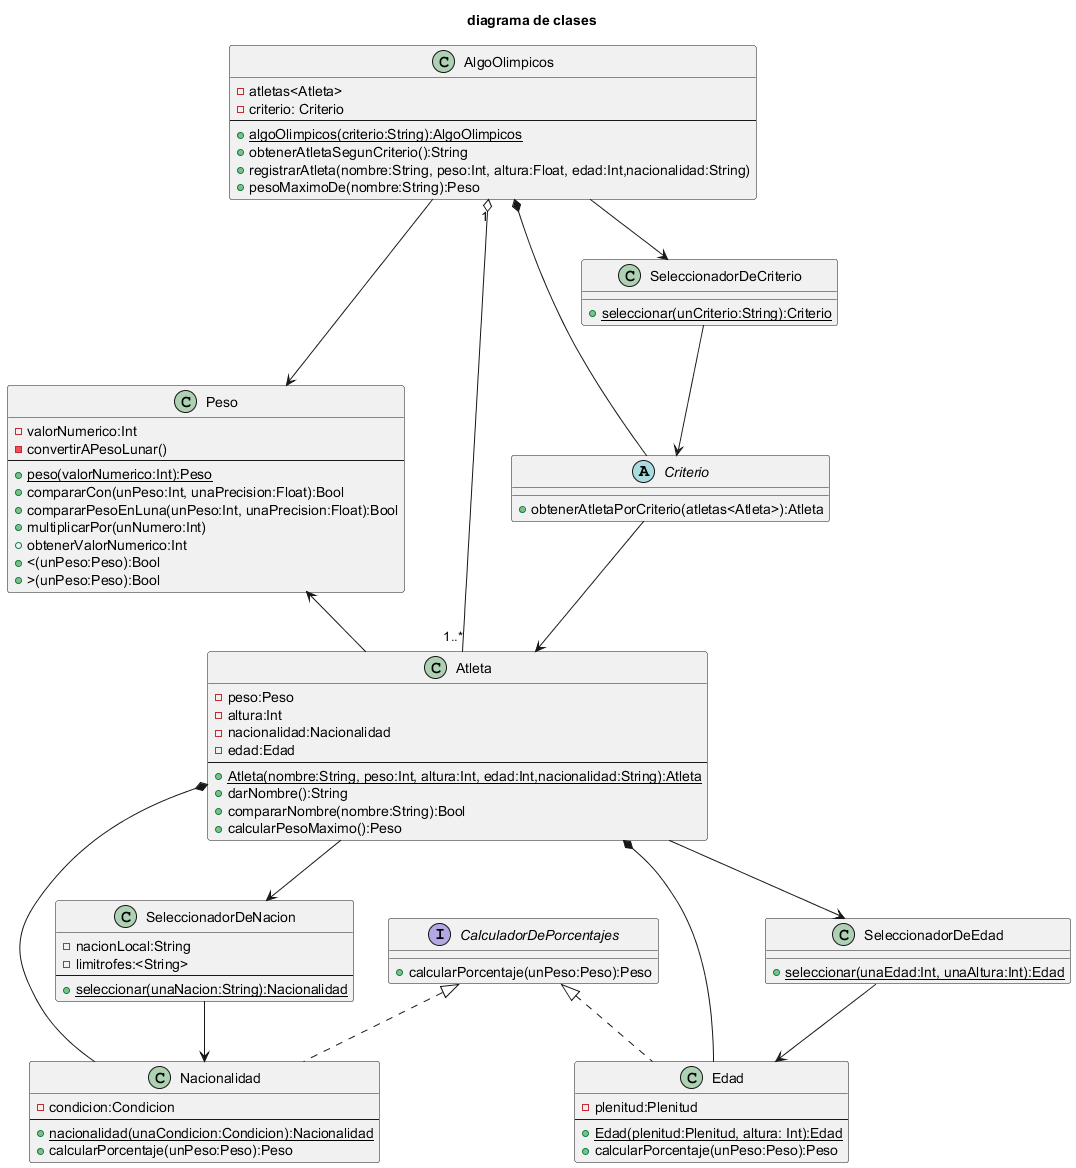 diagrama de clases
C AlgoOlimpicos
atletas<Atleta>
criterio: Criterio
algoOlimpicos(criterio:String):AlgoOlimpicos
obtenerAtletaSegunCriterio():String
registrarAtleta(nombre:String, peso:Int, altura:Float, edad:Int,nacionalidad:String)
pesoMaximoDe(nombre:String):Peso
1
C SeleccionadorDeCriterio
seleccionar(unCriterio:String):Criterio
C Peso
valorNumerico:Int
convertirAPesoLunar()
peso(valorNumerico:Int):Peso
compararCon(unPeso:Int, unaPrecision:Float):Bool
compararPesoEnLuna(unPeso:Int, unaPrecision:Float):Bool
multiplicarPor(unNumero:Int)
obtenerValorNumerico:Int
<(unPeso:Peso):Bool
>(unPeso:Peso):Bool
A Criterio
obtenerAtletaPorCriterio(atletas<Atleta>):Atleta
1..*
C Atleta
peso:Peso
altura:Int
nacionalidad:Nacionalidad
edad:Edad
Atleta(nombre:String, peso:Int, altura:Int, edad:Int,nacionalidad:String):Atleta
darNombre():String
compararNombre(nombre:String):Bool
calcularPesoMaximo():Peso
C SeleccionadorDeNacion
nacionLocal:String
limitrofes:<String>
seleccionar(unaNacion:String):Nacionalidad
I CalculadorDePorcentajes
calcularPorcentaje(unPeso:Peso):Peso
C SeleccionadorDeEdad
seleccionar(unaEdad:Int, unaAltura:Int):Edad
C Nacionalidad
condicion:Condicion
nacionalidad(unaCondicion:Condicion):Nacionalidad
calcularPorcentaje(unPeso:Peso):Peso
C Edad
plenitud:Plenitud
Edad(plenitud:Plenitud, altura: Int):Edad
calcularPorcentaje(unPeso:Peso):Peso